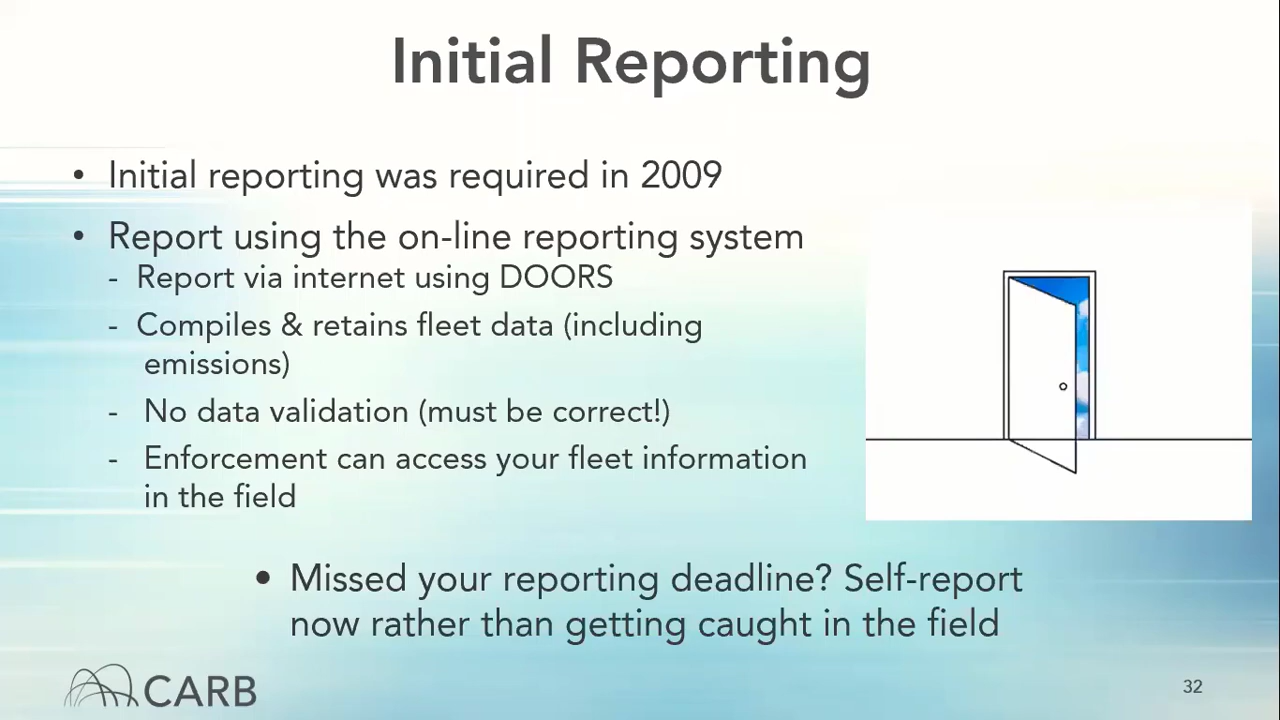 Initial Reporting
• Initial reporting was required in 2009
• Report using the on-line reporting system
- Report via internet using DOORS
- Compiles & retains fleet data (including
emissions)
- No data validation (must be correct!)
- Enforcement can access your fleet information
in the field
• Missed your reporting deadline? Self-report
now rather than getting caught in the field
CARB
32